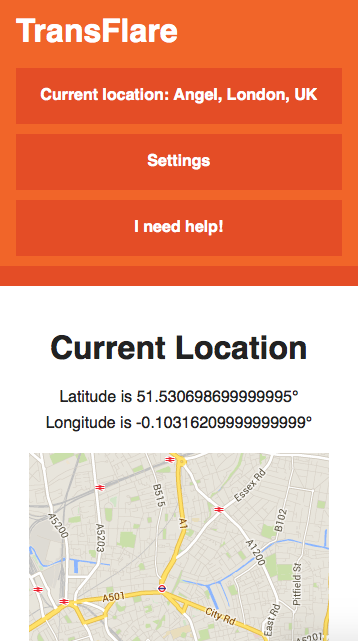 TransFlare
Current location: Angel, London, UK
Settings
I need help!
Current Location
Latitude is 51.530698699999995°
Longitude is -0.10316209999999999°
Essex Rd
B515
A1
B102
A5200
A5203
A1200
Pitfield St
A501
City Rd
East Rd
A5201